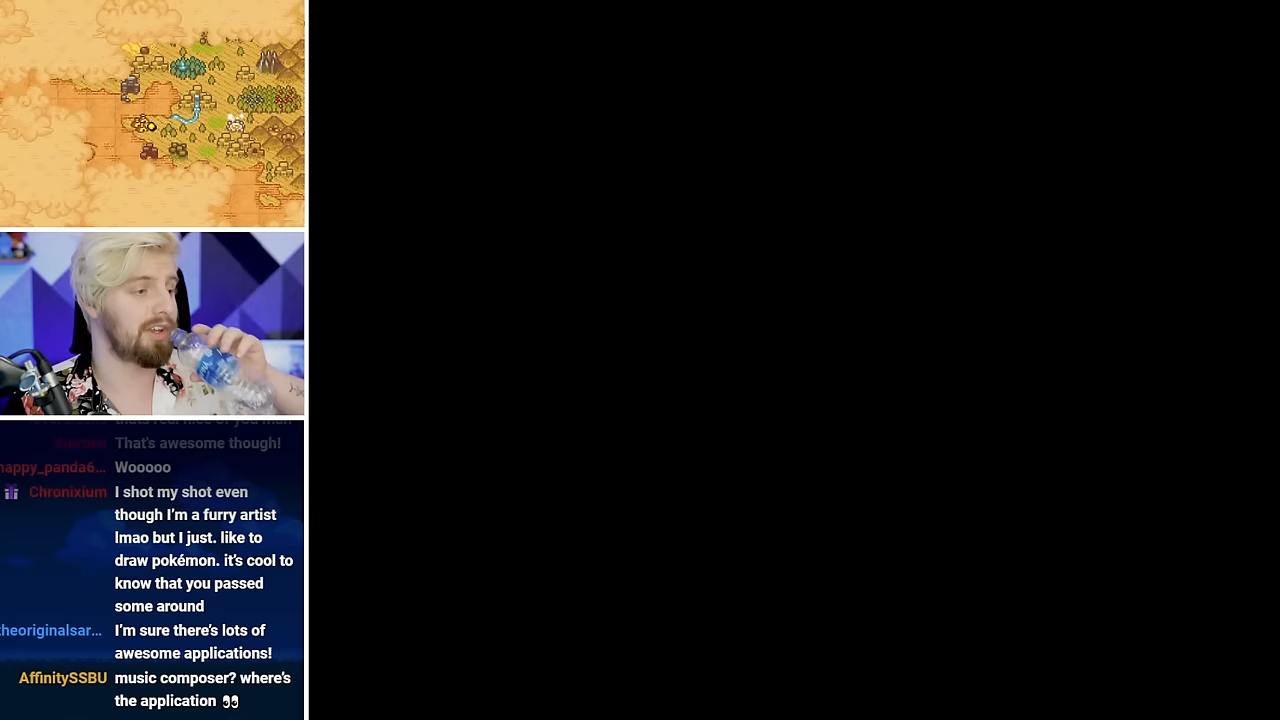 That's awesome though!
happy_panda6... Wooooo
Chronixium I shot my shot even
though I'm a furry artist
lmao but I just. like to
draw pokémon. it's cool to
know that you passed
some around
theoriginalsar... I'm sure there's lots of
awesome applications!
AffinitySSBU music composer? where's
the application 👀